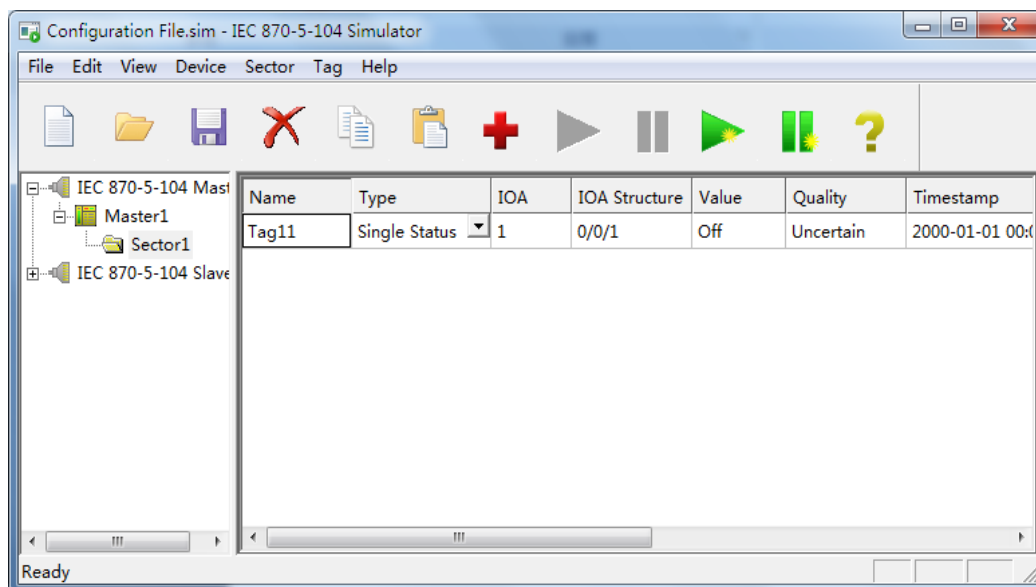 Configuration File.sim - IEC 870-5-104 Simulator
File Edit View Device Sector Tag Help
IEC 870-5-104 Mast
Master1
Sector1
IEC 870-5-104 Slave
Name Type IOA IOA Structure Value Quality Timestamp
Tag11 Single Status 1 0/0/1 Off Uncertain 2000-01-01 00:0
Ready